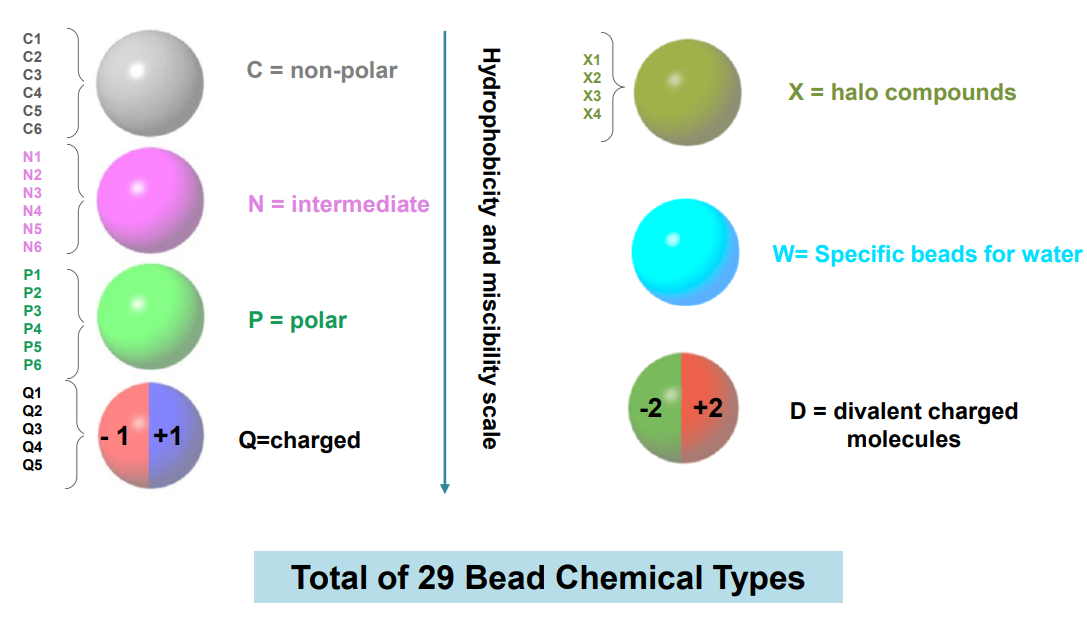 C1
C2
C3
C4
C5
C6
C = non-polar
N1
N2
N3
N4
N5
N6
N = intermediate
P1
P2
P3
P4
P5
P6
P = polar
Q1
Q2
Q3
Q4
Q5
- 1 +1
Q=charged
Hydrophobicity and miscibility scale
X1
X2
X3
X4
X = halo compounds
W= Specific beads for water
-2 +2
D = divalent charged
molecules
Total of 29 Bead Chemical Types